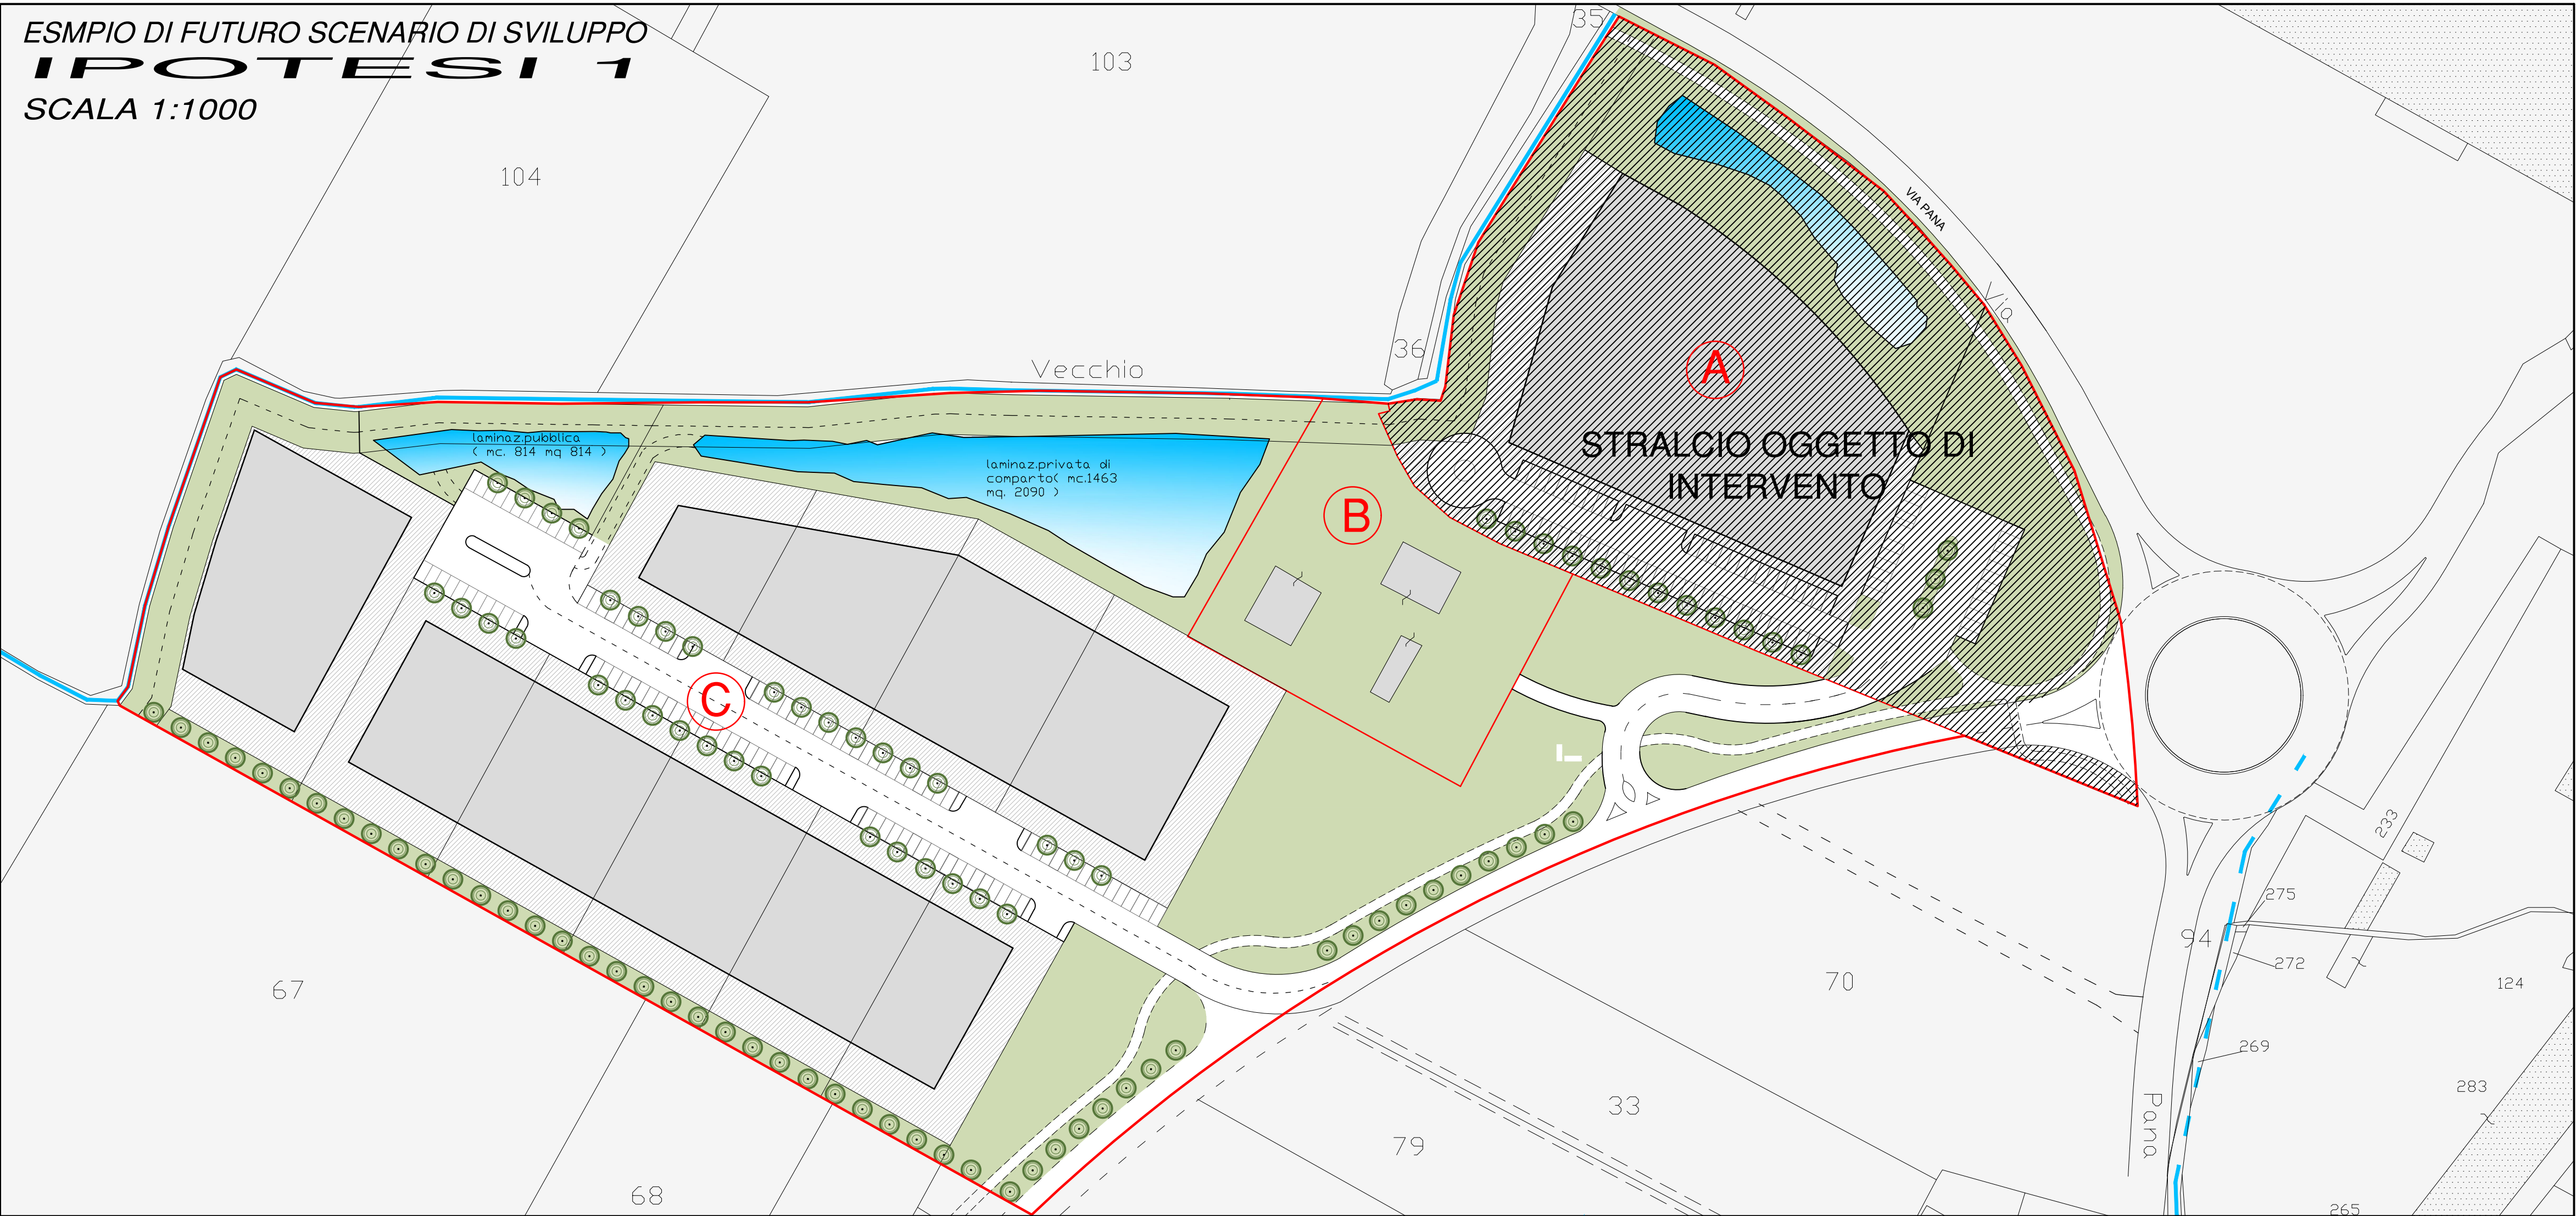 ESMPIO DI FUTURO SCENARIO DI SVILUPPO
IPOTESI 1
SCALA 1:1000
35
103
104
VIA PANA
Via
36
Vecchio
A
STRALCIO OGGETTO DI
INTERVENTO
laminaz.pubblica
( mc. 814 mq 814 )
laminaz.privata di
comparto( mc.1463
mq. 2090 )
B
C
233
275
94
272
70
124
67
269
283
33
Pana
79
68
265